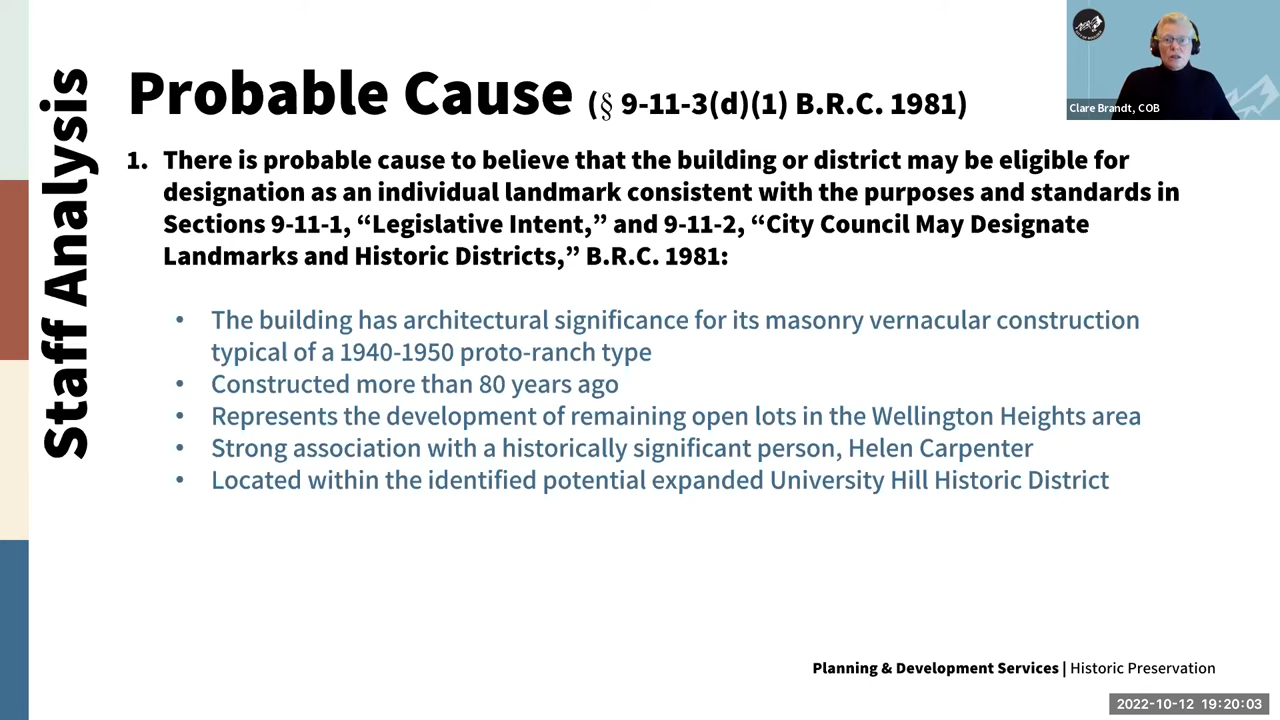 Staff Analysis
Probable Cause (§ 9-11-3(d)(1) B.R.C. 1981)
1. There is probable cause to believe that the building or district may be eligible for
designation as an individual landmark consistent with the purposes and standards in
Sections 9-11-1, “Legislative Intent,” and 9-11-2, “City Council May Designate
Landmarks and Historic Districts,” B.R.C. 1981:
• The building has architectural significance for its masonry vernacular construction
typical of a 1940-1950 proto-ranch type
• Constructed more than 80 years ago
• Represents the development of remaining open lots in the Wellington Heights area
• Strong association with a historically significant person, Helen Carpenter
• Located within the identified potential expanded University Hill Historic District
Clare Brandt, COB
Planning & Development Services | Historic Preservation
2022-10-12 19:20:03